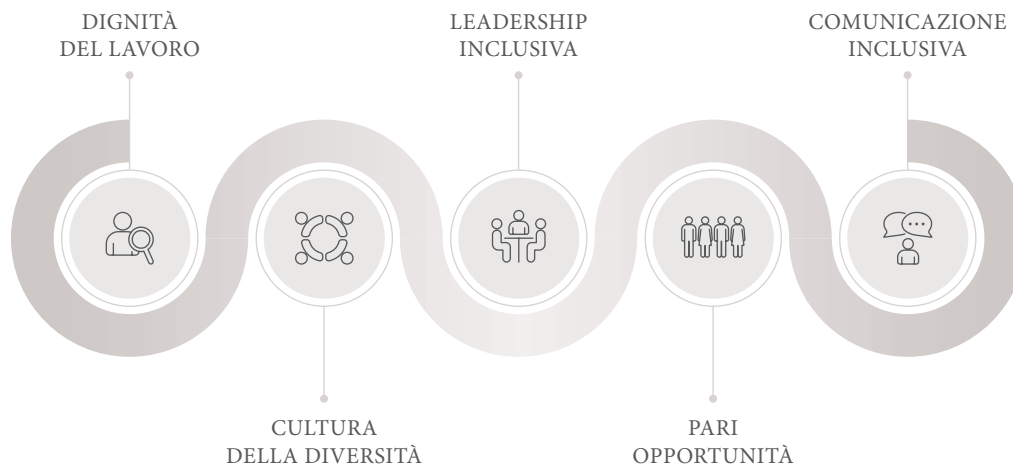 DIGNITÀ
DEL LAVORO
LEADERSHIP
INCLUSIVA
COMUNICAZIONE
INCLUSIVA
CULTURA
DELLA DIVERSITÀ
PARI
OPPORTUNITÀ